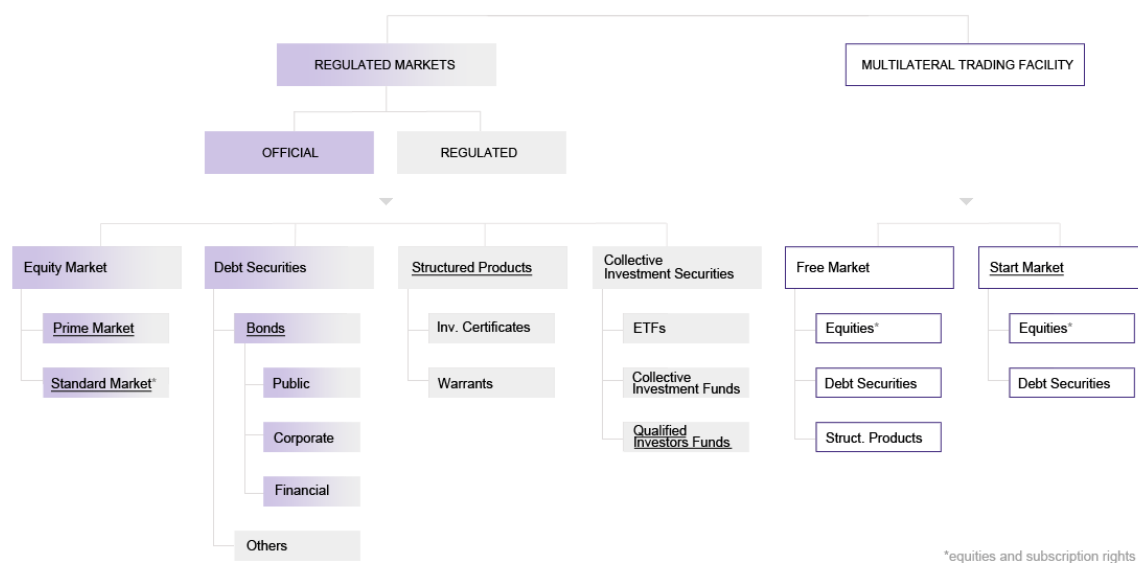 REGULATED MARKETS
MULTILATERAL TRADING FACILITY
OFFICIAL
REGULATED
Equity Market
Prime Market
Standard Market*
Debt Securities
Bonds
Public
Corporate
Financial
Others
Structured Products
Inv. Certificates
Warrants
Collective
Investment Securities
ETFs
Collective
Investment Funds
Qualified
Investors Funds
Free Market
Equities*
Debt Securities
Struct. Products
Start Market
Equities*
Debt Securities
*equities and subscription rights